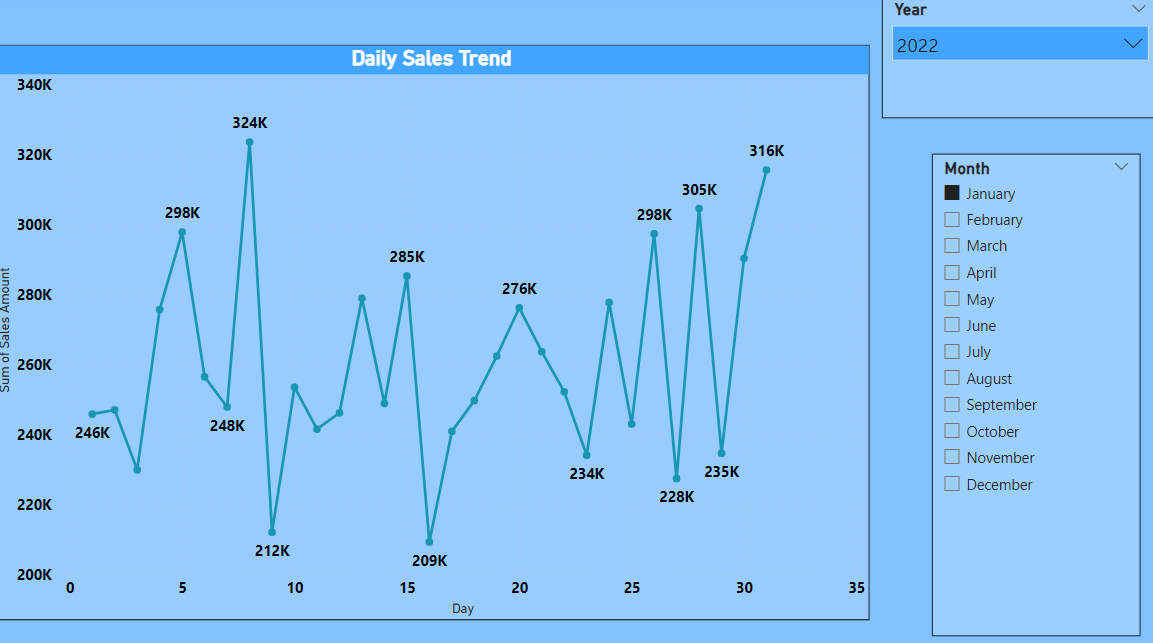 Year
2022
Daily Sales Trend
340K
320K
300K
280K
260K
240K
220K
200K
Sum of Sales Amount
246K
298K
248K
324K
212K
285K
209K
276K
234K
298K
228K
305K
235K
316K
0 5 10 15 20 25 30 35
Day
Month
January
February
March
April
May
June
July
August
September
October
November
December